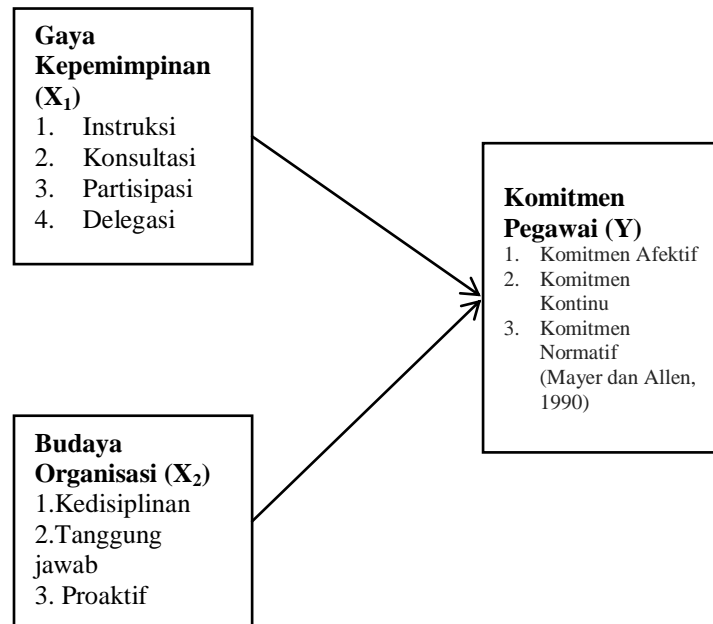 Gaya
Kepemimpinan
(X₁)
1. Instruksi
2. Konsultasi
3. Partisipasi
4. Delegasi
Komitmen
Pegawai (Y)
1. Komitmen Afektif
2. Komitmen
Kontinu
3. Komitmen
Normatif
(Mayer dan Allen,
1990)
Budaya
Organisasi (X₂)
1.Kedisiplinan
2.Tanggung
jawab
3. Proaktif